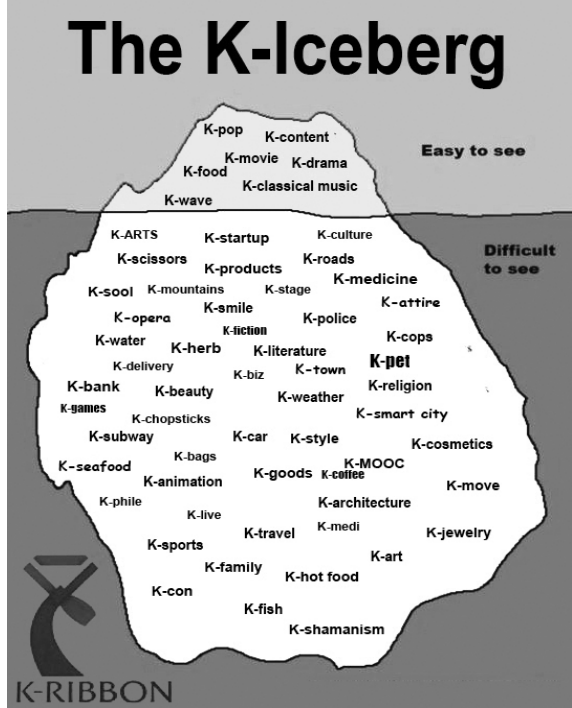 The K-Iceberg
K-pop
K-content
K-movie
K-drama
K-food
K-classical music
K-wave
Easy to see
Difficult
to see
K-ARTS
K-startup
K-culture
K-scissors
K-products
K-roads
K-medicine
K-sool
K-mountains
K-stage
K-attire
K-smile
K-opera
K-fiction
K-police
K-water
K-herb
K-literature
K-cops
K-delivery
K-biz
K-town
K-pet
K-bank
K-beauty
K-weather
K-religion
K-games
K-chopsticks
K-smart city
K-subway
K-car
K-style
K-cosmetics
K-seafood
K-bags
K-goods
K-MOOC
K-coffee
K-animation
K-move
K-phile
K-live
K-architecture
K-travel
K-medi
K-jewelry
K-sports
K-art
K-family
K-hot food
K-con
K-fish
K-shamanism
K-RIBBON